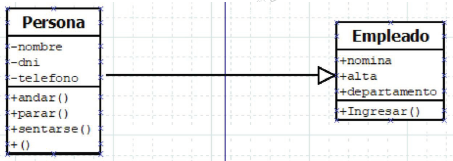 Persona
-nombre
-dni
-telefono
+andar()
+parar()
+sentarse()
+()
Empleado
+nomina
+alta
+departamento
+Ingresar()